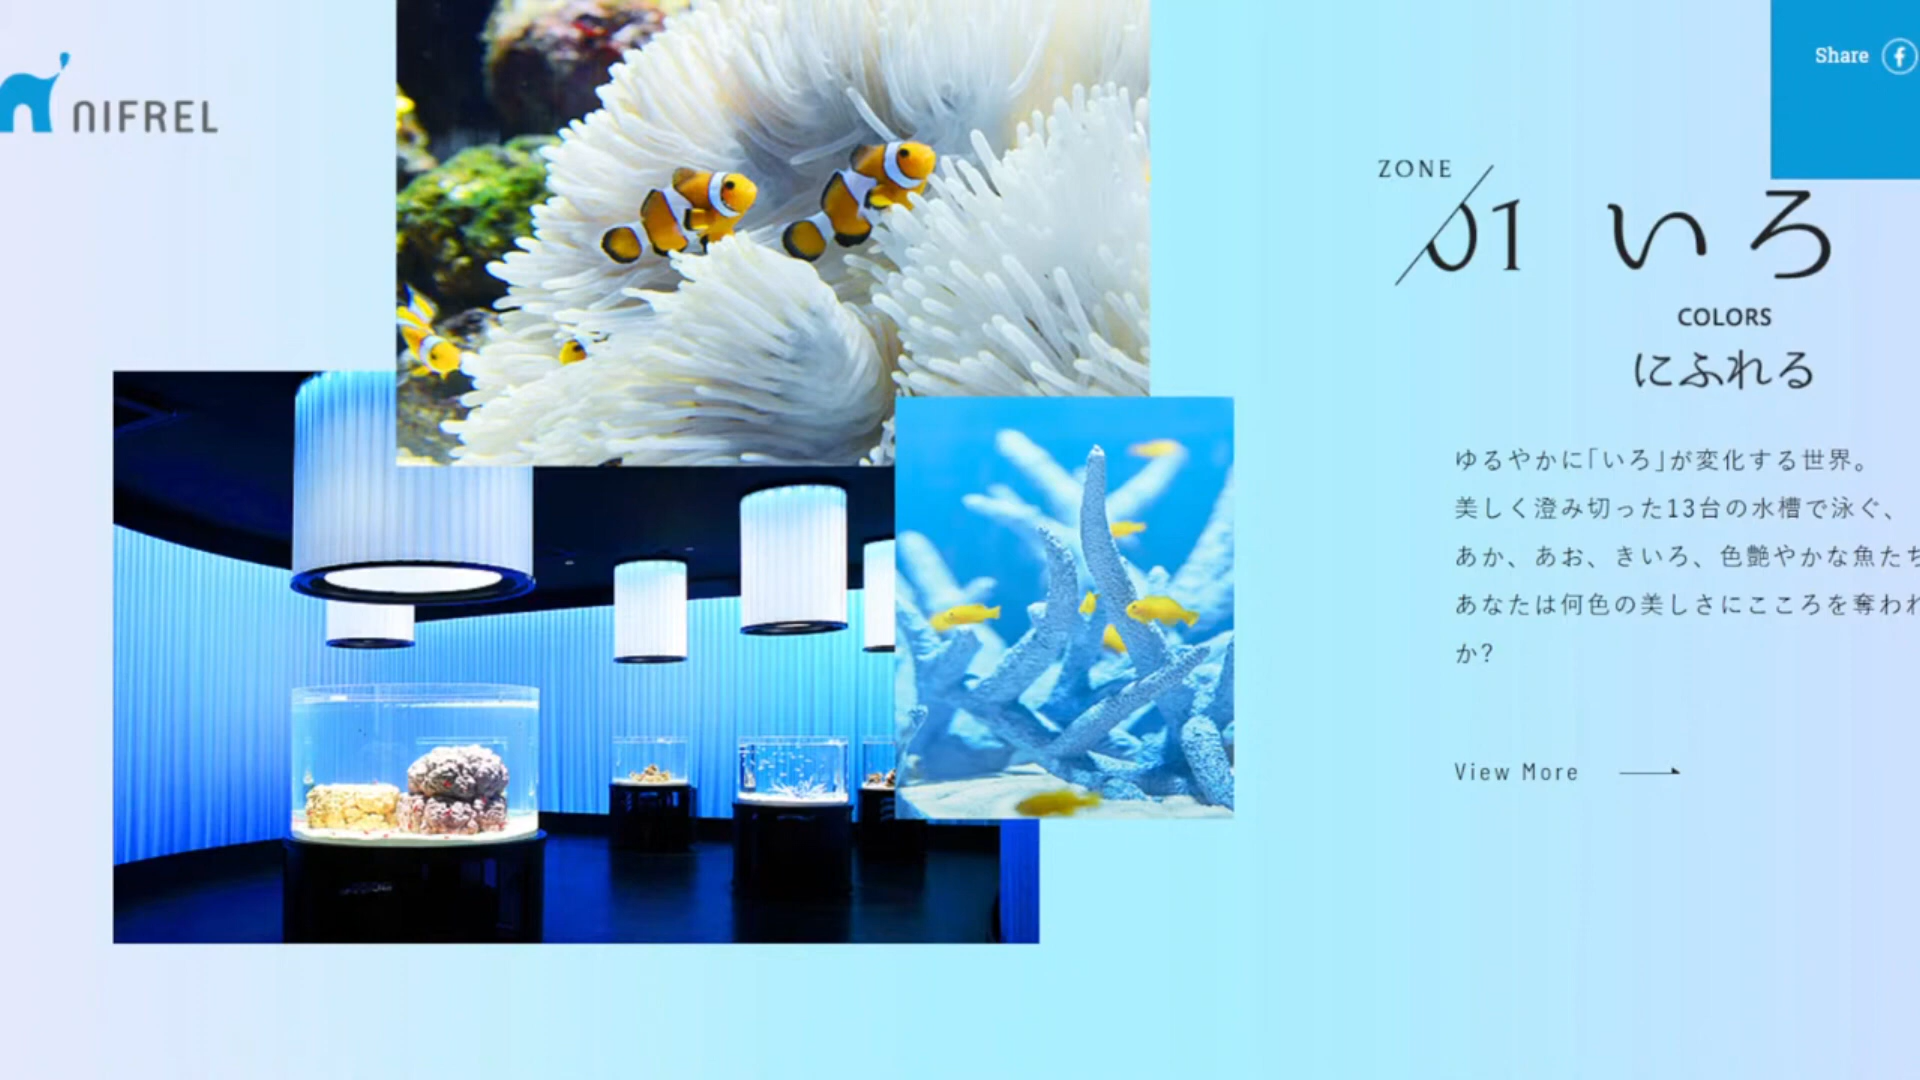 NIFREL
Share
ZONE
01 いろ
COLORS
にふれる
ゆるやかに「いろ」が変化する世界。
美しく澄み切った13台の水槽で泳ぐ、
あか、あお、きいろ、色艶やかな魚たち
あなたは何色の美しさにこころを奪われ
か?
View More